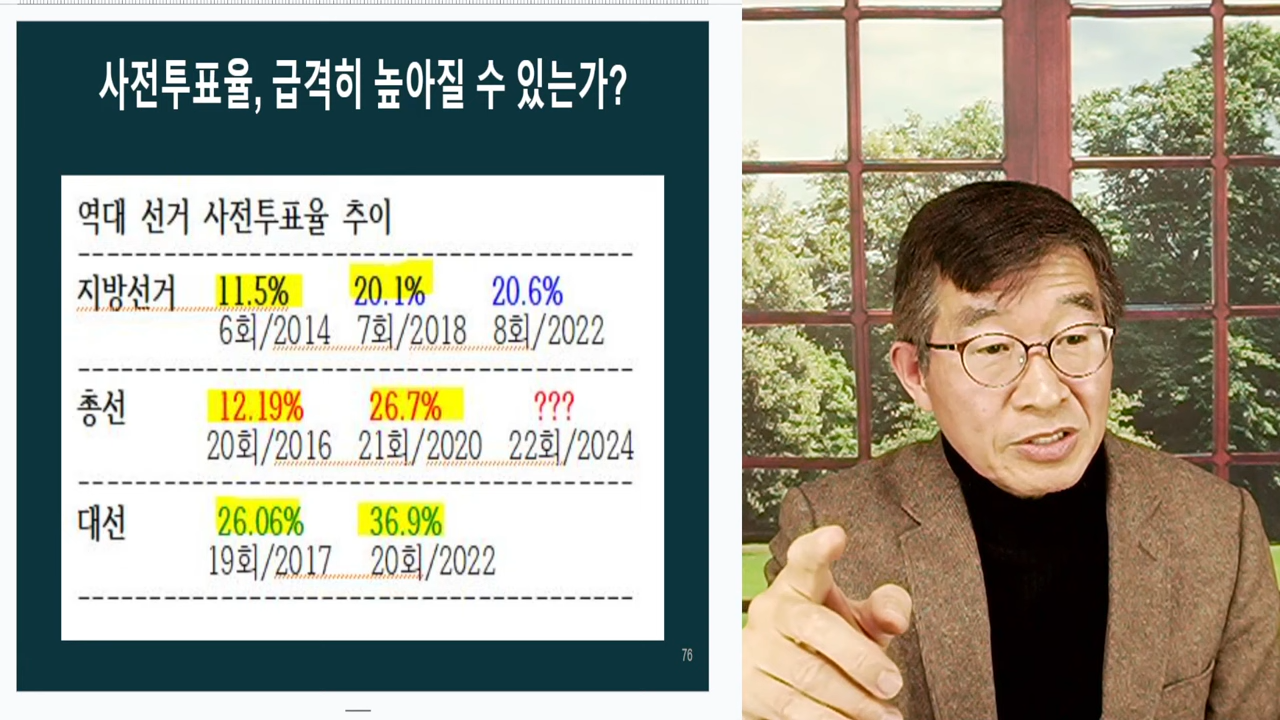 사전투표율, 급격히 높아질 수 있는가?
역대 선거 사전투표율 추이
지방선거 11.5% 20.1% 20.6%
6회/2014 7회/2018 8회/2022
총선 12.19% 26.7% ???
20회/2016 21회/2020 22회/2024
대선 26.06% 36.9%
19회/2017 20회/2022
76